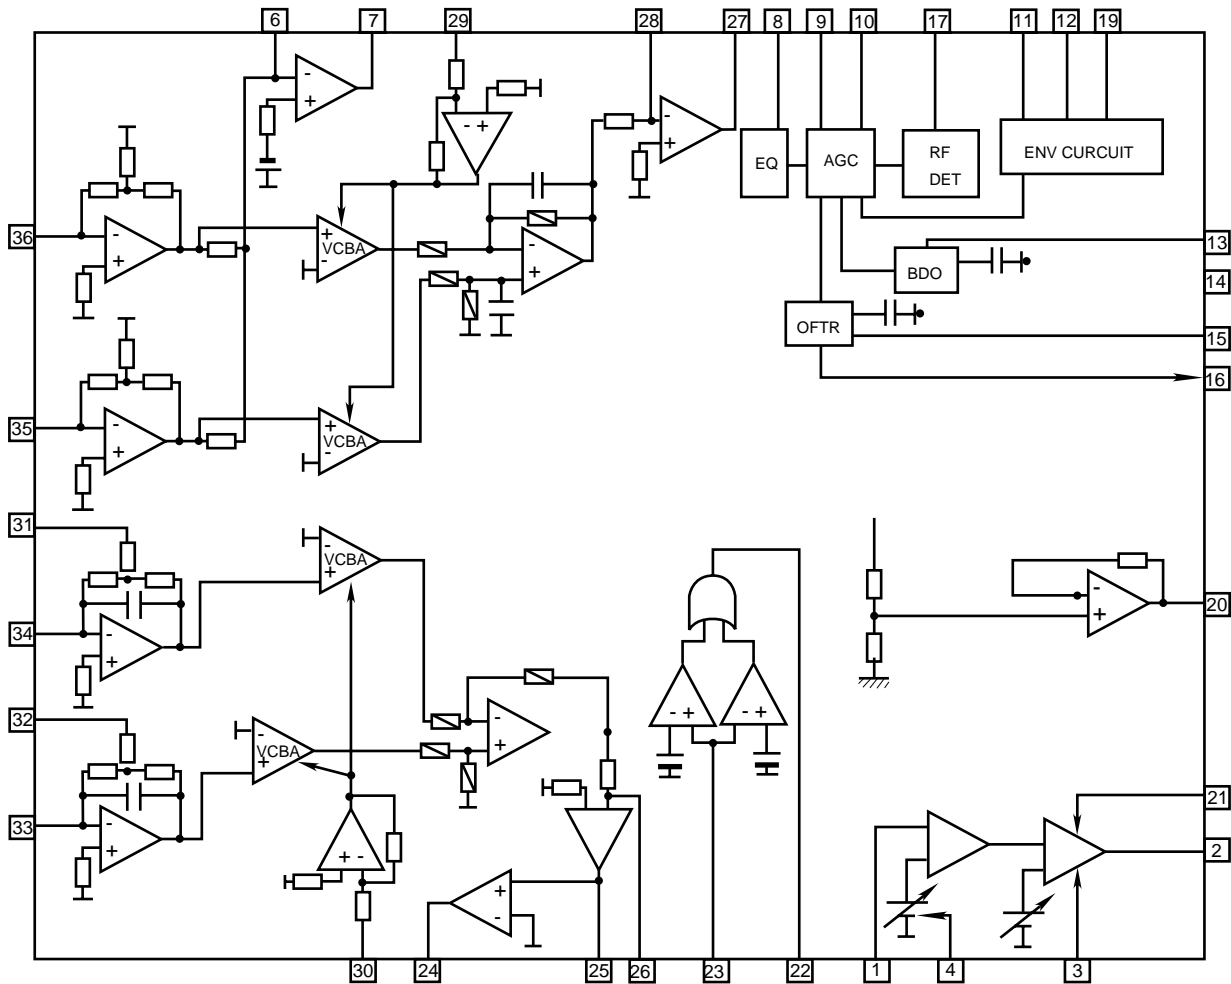 6 7 29 28 27 8 9 10 17 11 12 19
- +
- +
- +
EQ AGC RF DET ENV CURCUIT
36 - + + VCBA - - + 13
BDO
14
OFTR
15
16
35 - + + VCBA -
31
- VCBA +
34 - + - + 20
32
- VCBA + - + - + - +
33 - + 21
+ - 2
+ -
30 24 25 26 23 22 1 4 3